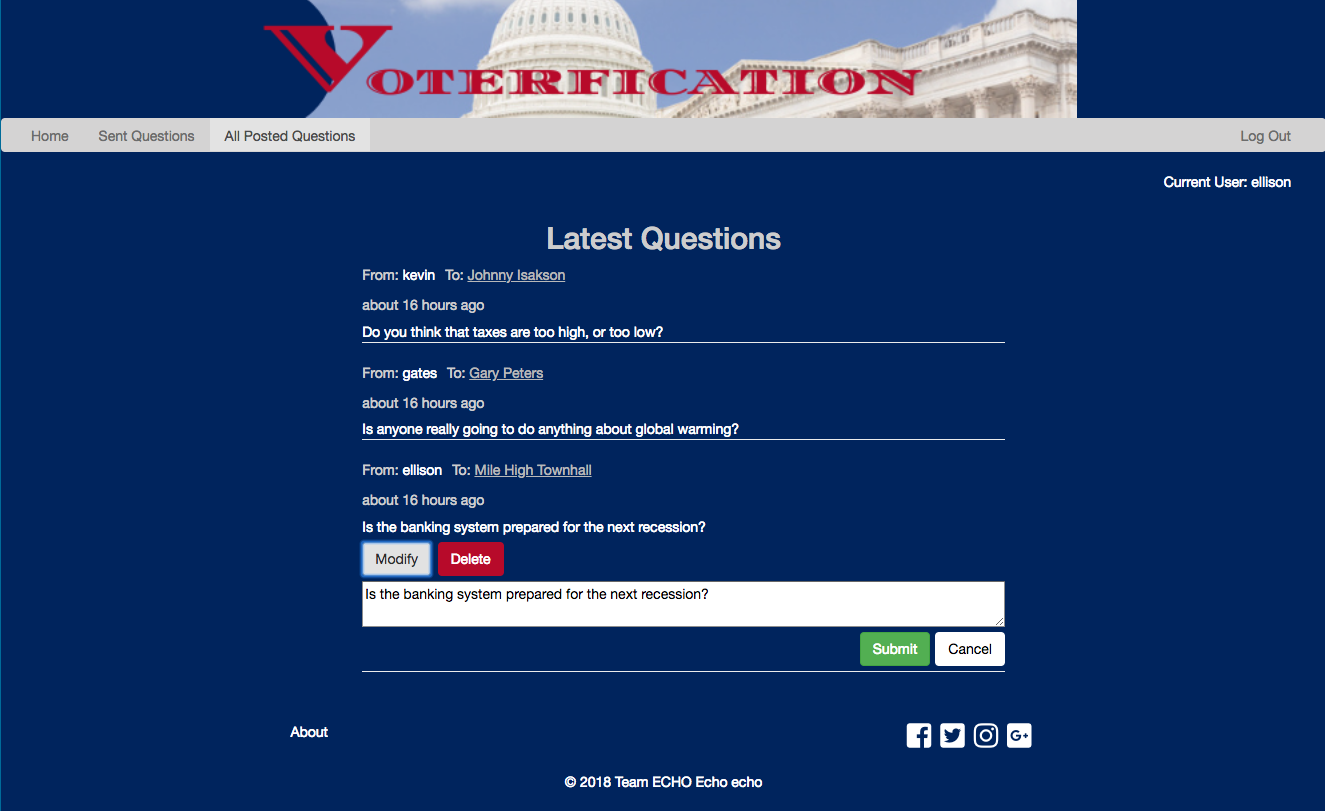 VOTERFICATION
Home Sent Questions All Posted Questions Log Out
Current User: ellison
Latest Questions
From: kevin To: Johnny Isakson
about 16 hours ago
Do you think that taxes are too high, or too low?
From: gates To: Gary Peters
about 16 hours ago
Is anyone really going to do anything about global warming?
From: ellison To: Mile High Townhall
about 16 hours ago
Is the banking system prepared for the next recession?
Modify Delete
Is the banking system prepared for the next recession?
Submit Cancel
About
© 2018 Team ECHO Echo echo